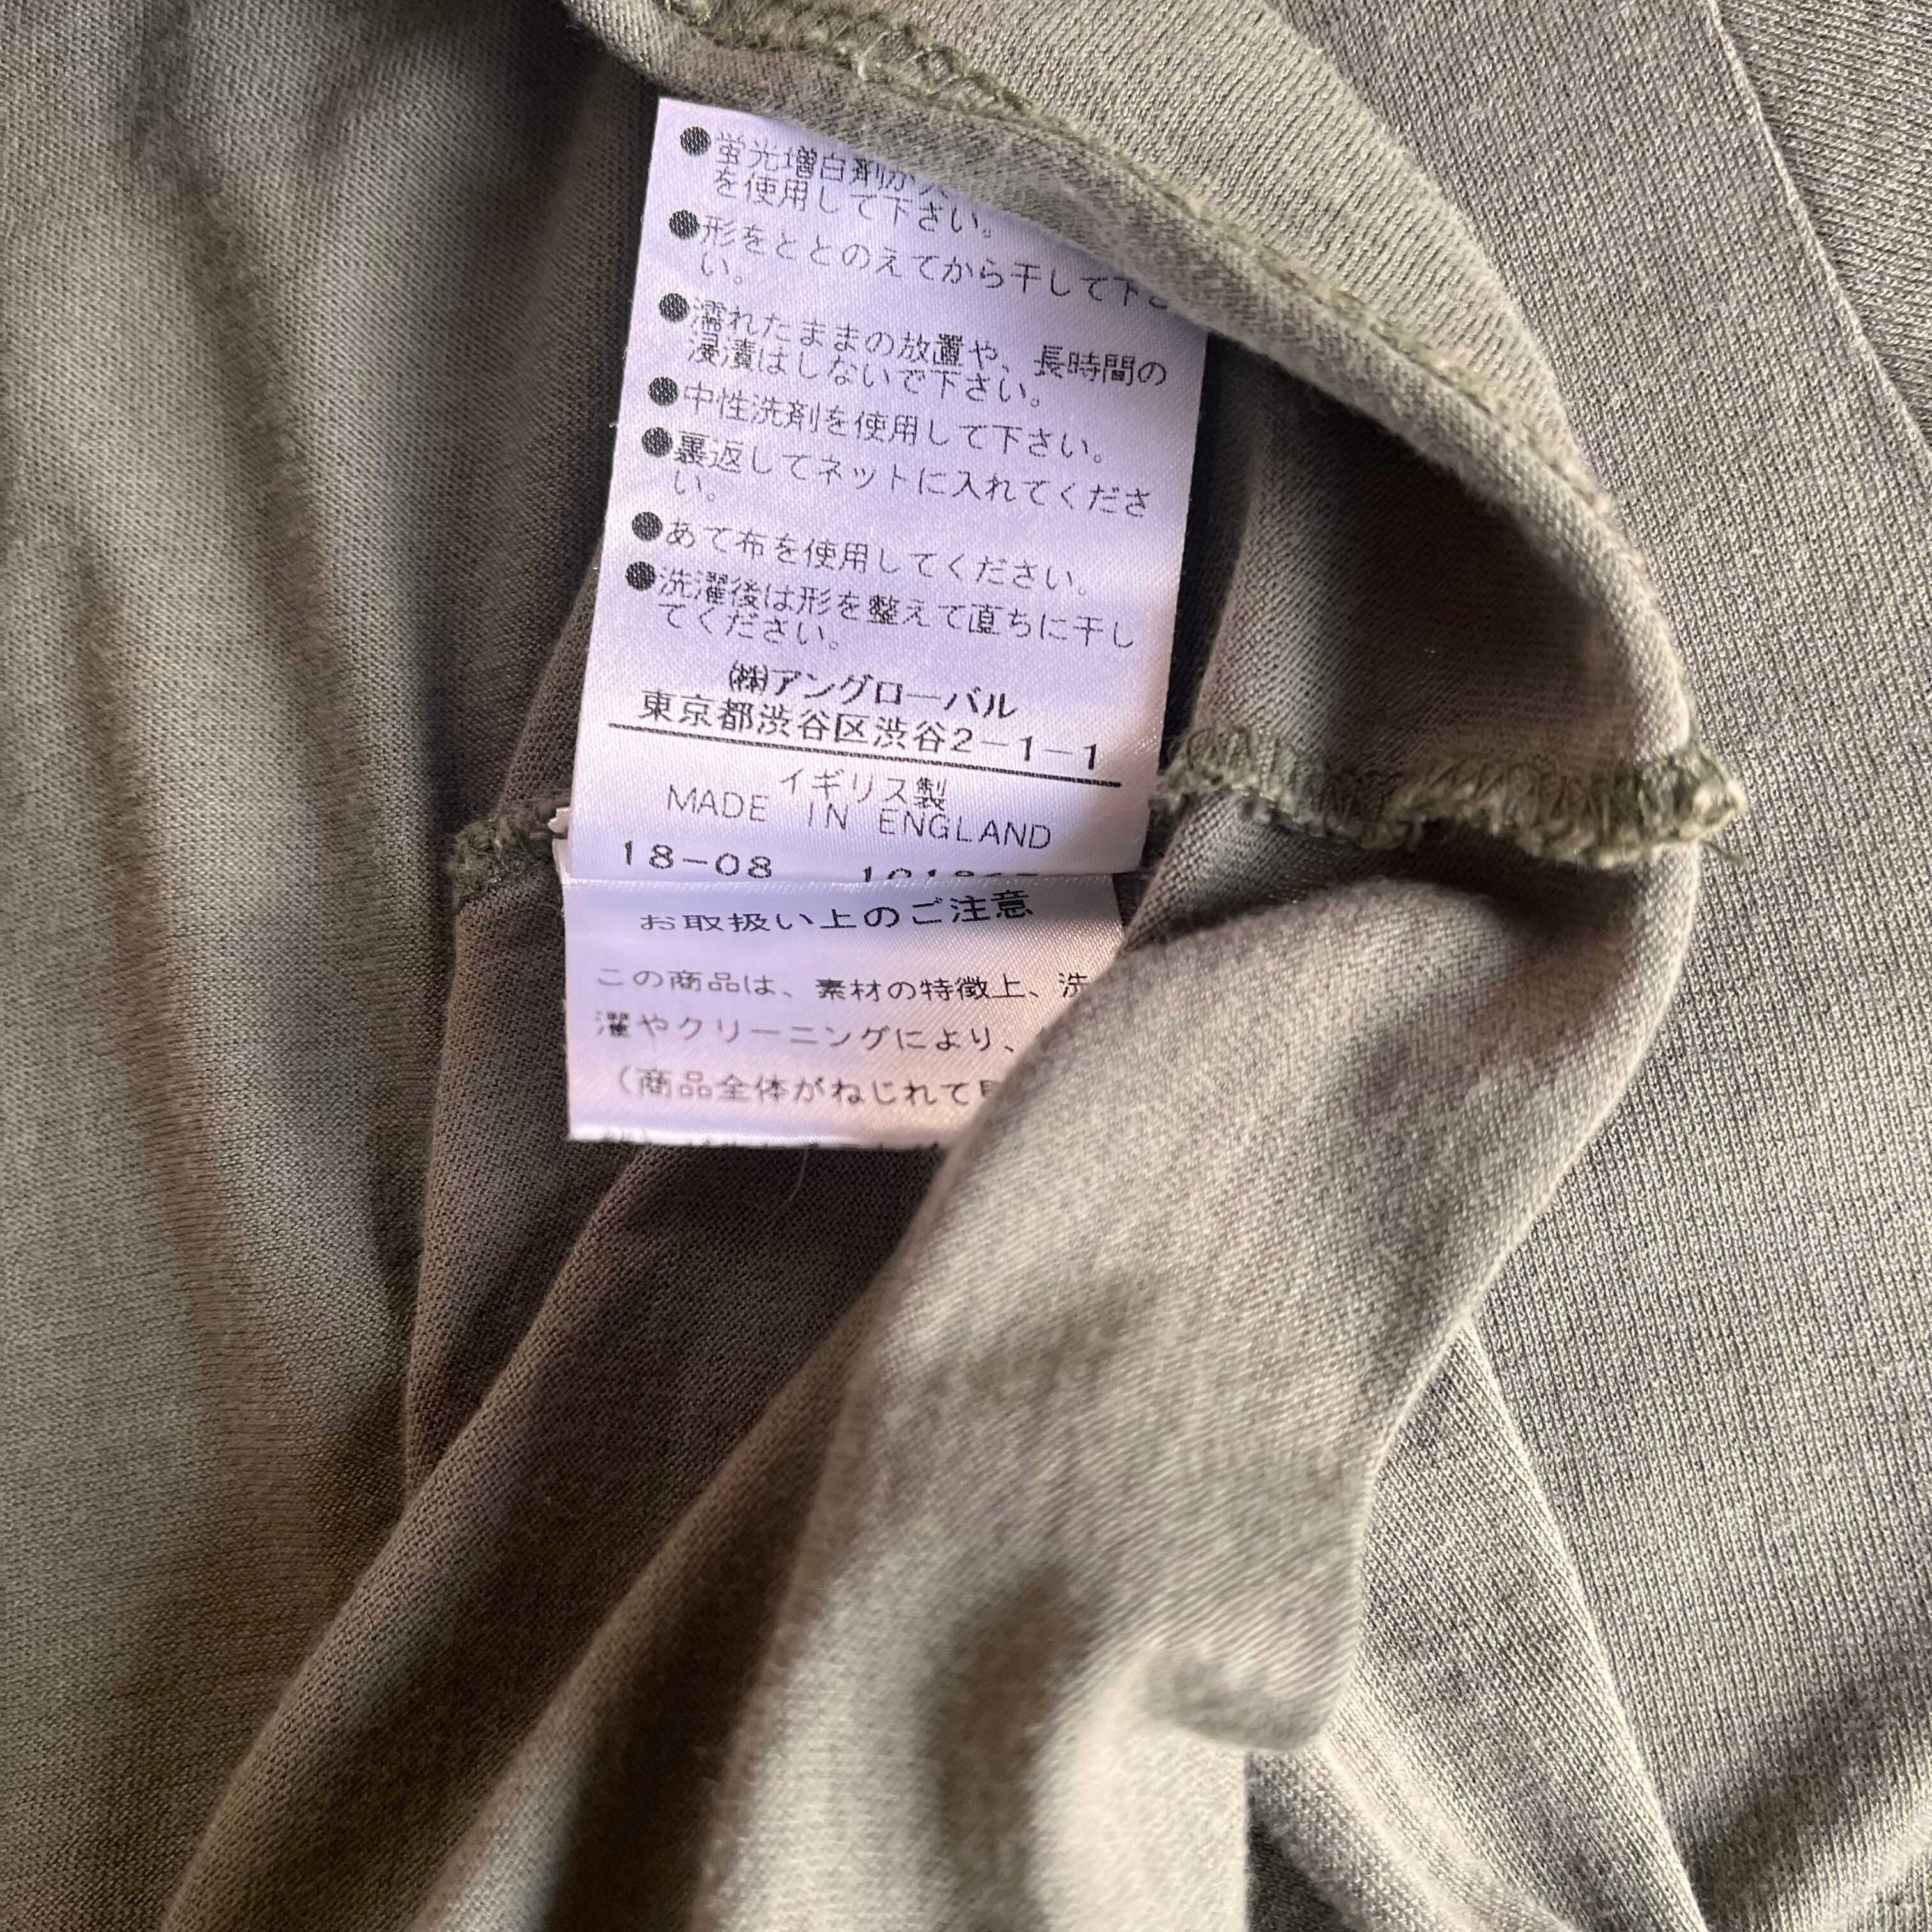 ●蛍光増白剤が
を使用して下さい。
●形をととのえてから干して下さ
い。
●濡れたままの放置や、長時間の
浸漬はしないで下さい。
●中性洗剤を使用して下さい。
●裏返してネットに入れてくださ
い。
●あて布を使用してください。
●洗濯後は形を整えて直ちに干し
てください。
㈱アングローバル
東京都渋谷区渋谷2-1-1
イギリス製
MADE IN ENGLAND
18-08
お取扱い上のご注意
この商品は、素材の特徴上、洗
濯やクリーニングにより、
(商品全体がねじれて